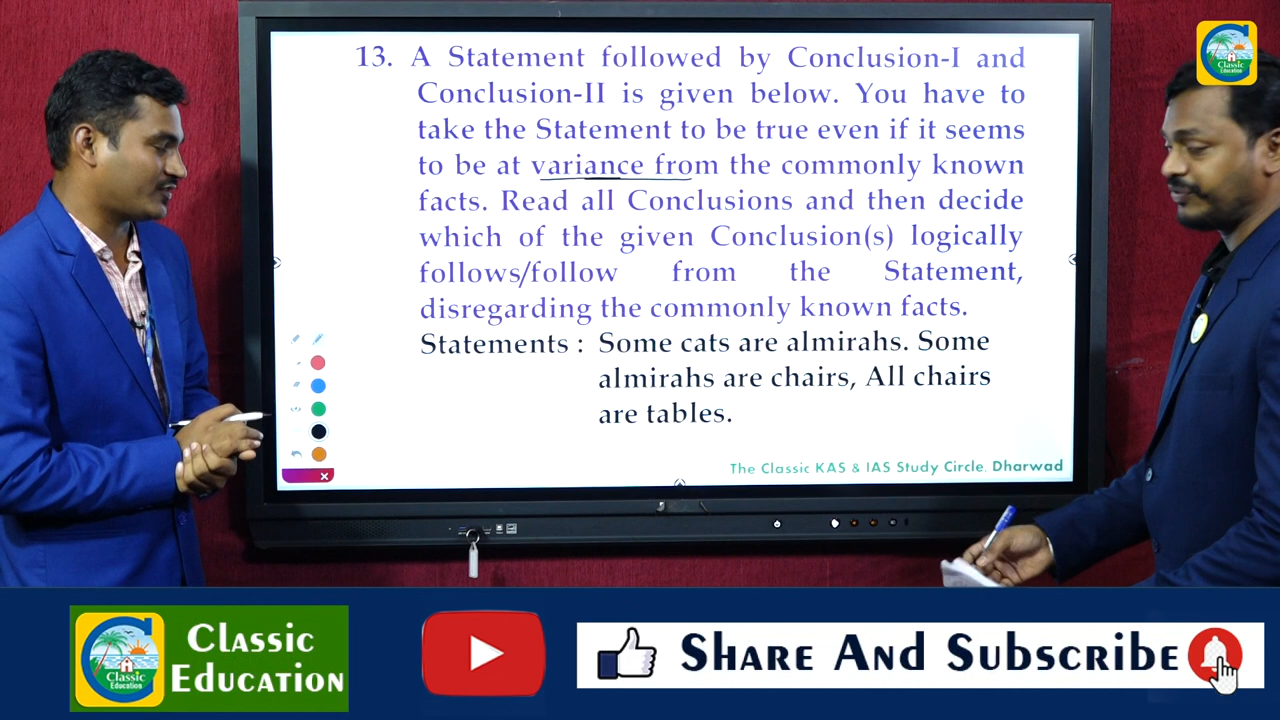 13. A Statement followed by Conclusion-I and
Conclusion-II is given below. You have to
take the Statement to be true even if it seems
to be at variance from the commonly known
facts. Read all Conclusions and then decide
which of the given Conclusion(s) logically
follows/follow from the Statement,
disregarding the commonly known facts.
Statements : Some cats are almirahs. Some
almirahs are chairs, All chairs
are tables.
The Classic KAS & IAS Study Circle, Dharwad
Classic
Education
Classic
Education
Classic
Education
Share And Subscribe